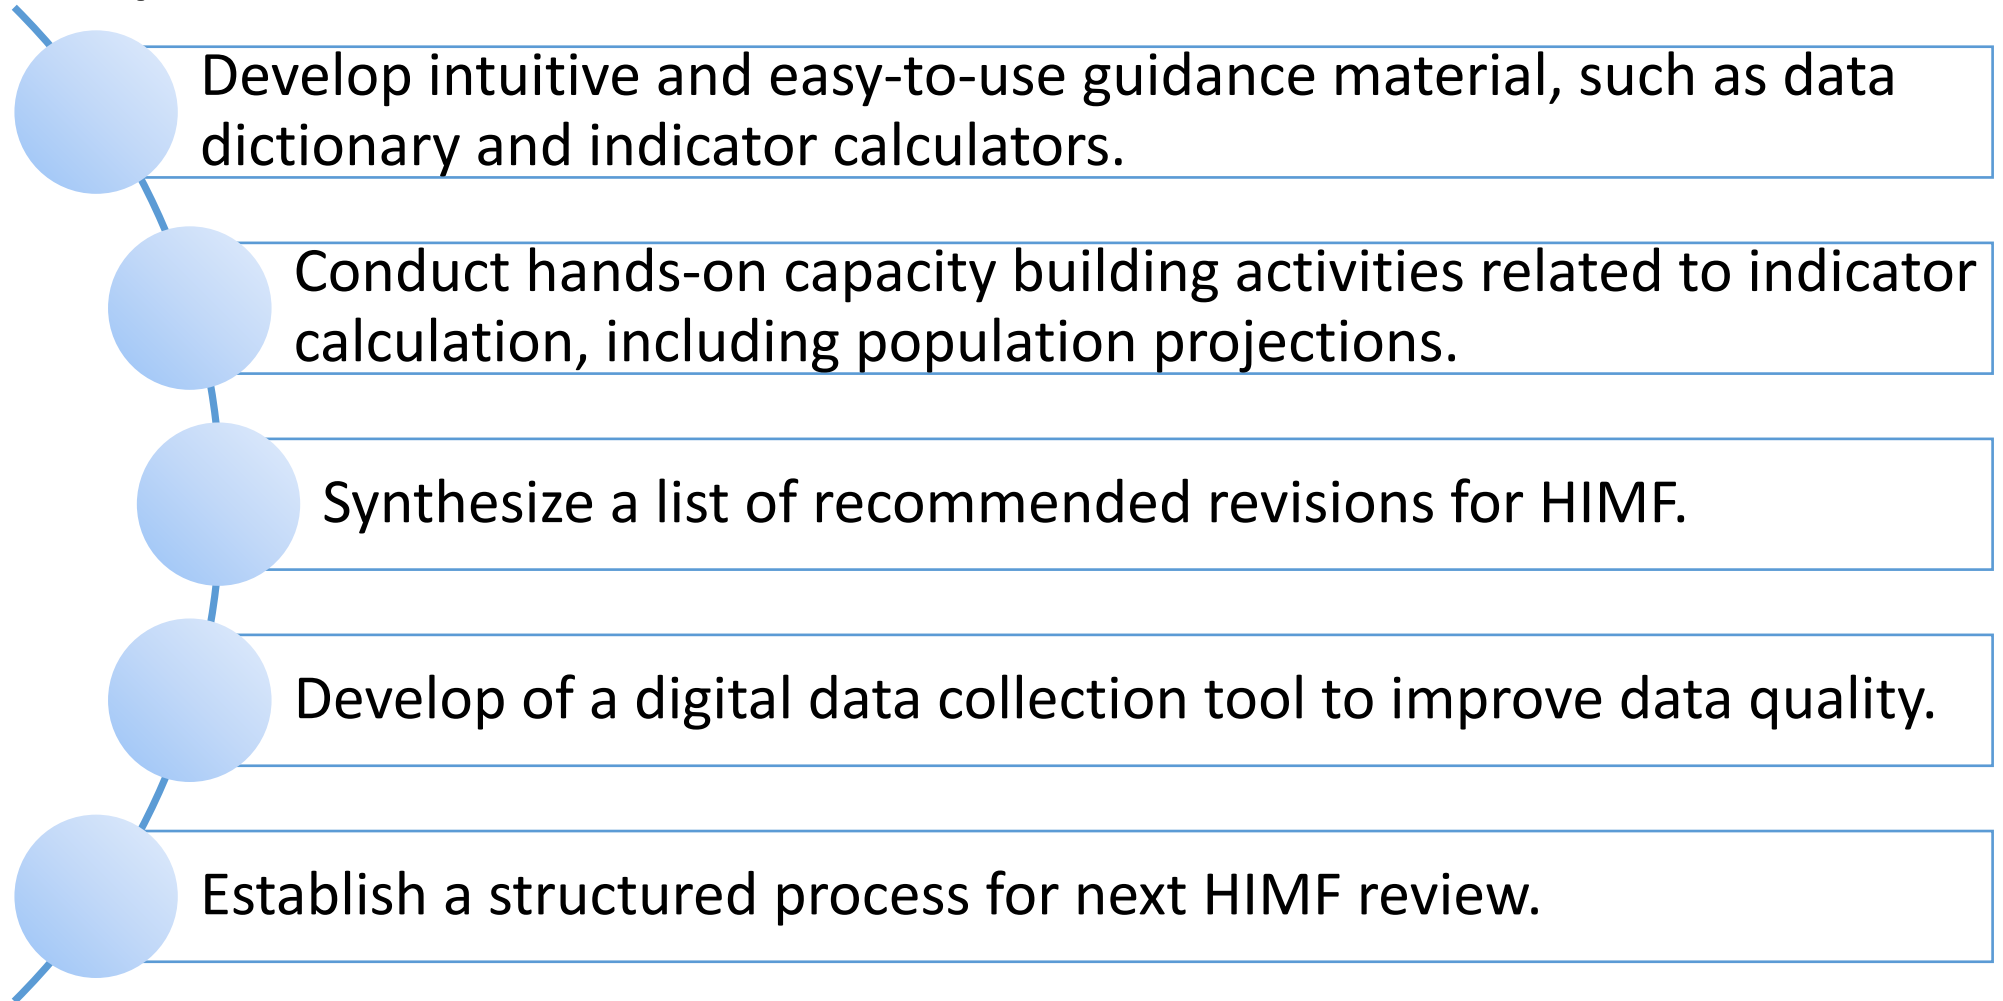 Develop intuitive and easy-to-use guidance material, such as data
dictionary and indicator calculators.
Conduct hands-on capacity building activities related to indicator
calculation, including population projections.
Synthesize a list of recommended revisions for HIMF.
Develop of a digital data collection tool to improve data quality.
Establish a structured process for next HIMF review.